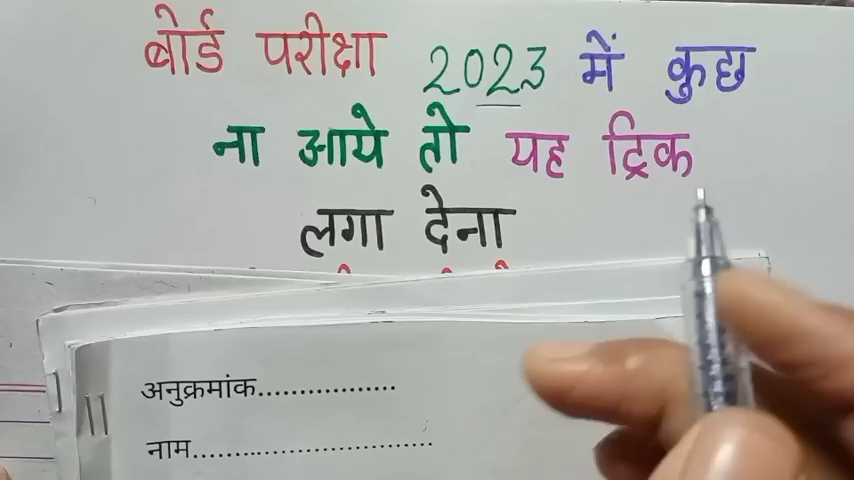 बोर्ड परीक्षा 2023 में कुछ
ना आये तो यह ट्रिक
लगा देना
अनुक्रमांक................
नाम.............................